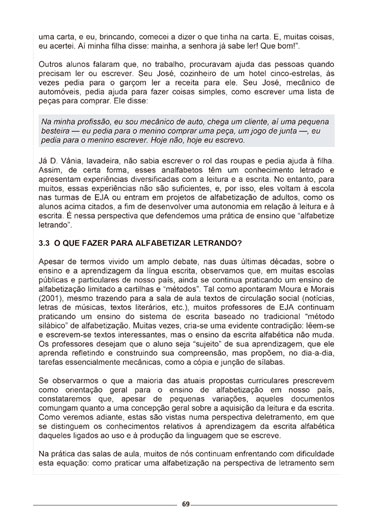 uma carta, e eu, brincando, comecei a dizer o que tinha na carta. E, muitas coisas,
eu acertei. Aí minha filha disse: mainha, a senhora já sabe ler! Que bom!”.
Outros alunos falaram que, no trabalho, procuravam ajuda das pessoas quando
precisam ler ou escrever. Seu José, cozinheiro de um hotel cinco-estrelas, às
vezes pedia para o garçom ler a receita para ele. Seu José, mecânico de
automóveis, pedia ajuda para fazer coisas simples, como escrever uma lista de
peças para comprar. Ele disse:
Na minha profissão, eu sou mecânico de auto, chega um cliente, aí uma pequena
besteira — eu pedia para o menino comprar uma peça, um jogo de junta —, eu
pedia para o menino escrever. Hoje não, hoje eu escrevo.
Já D. Vânia, lavadeira, não sabia escrever o rol das roupas e pedia ajuda à filha.
Assim, de certa forma, esses analfabetos têm um conhecimento letrado e
apresentam experiências diversificadas com a leitura e a escrita. No entanto, para
muitos, essas experiências não são suficientes, e, por isso, eles voltam à escola
nas turmas de EJA ou entram em projetos de alfabetização de adultos, como os
alunos acima citados, a fim de desenvolver uma autonomia em relação à leitura e à
escrita. É nessa perspectiva que defendemos uma prática de ensino que “alfabetize
letrando”.
3.3 O QUE FAZER PARA ALFABETIZAR LETRANDO?
Apesar de termos vivido um amplo debate, nas duas últimas décadas, sobre o
ensino e a aprendizagem da língua escrita, observamos que, em muitas escolas
públicas e particulares de nosso país, ainda se continua praticando um ensino de
alfabetização limitado a cartilhas e “métodos”. Tal como apontaram Moura e Morais
(2001), mesmo trazendo para a sala de aula textos de circulação social (notícias,
letras de músicas, textos literários, etc.), muitos professores de EJA continuam
praticando um ensino do sistema de escrita baseado no tradicional “método
silábico” de alfabetização. Muitas vezes, cria-se uma evidente contradição: lêem-se
e escrevem-se textos interessantes, mas o ensino da escrita alfabética não muda.
Os professores desejam que o aluno seja “sujeito” de sua aprendizagem, que ele
aprenda refletindo e construindo sua compreensão, mas propõem, no dia-a-dia,
tarefas essencialmente mecânicas, como a cópia e junção de sílabas.
Se observarmos o que a maioria das atuais propostas curriculares prescrevem
como orientação geral para o ensino de alfabetização em nosso país,
constataremos que, apesar de pequenas variações, aqueles documentos
comungam quanto a uma concepção geral sobre a aquisição da leitura e da escrita.
Como veremos adiante, estas são vistas numa perspectiva deletramento, em que
se distinguem os conhecimentos relativos à aprendizagem da escrita alfabética
daqueles ligados ao uso e à produção da linguagem que se escreve.
Na prática das salas de aula, muitos de nós continuam enfrentando com dificuldade
esta equação: como praticar uma alfabetização na perspectiva de letramento sem
69